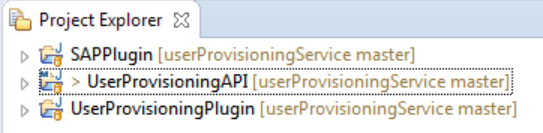 Project Explorer
SAPPlugin [userProvisioningService master]
> UserProvisioningAPI [userProvisioningService master]
UserProvisioningPlugin [userProvisioningService master]